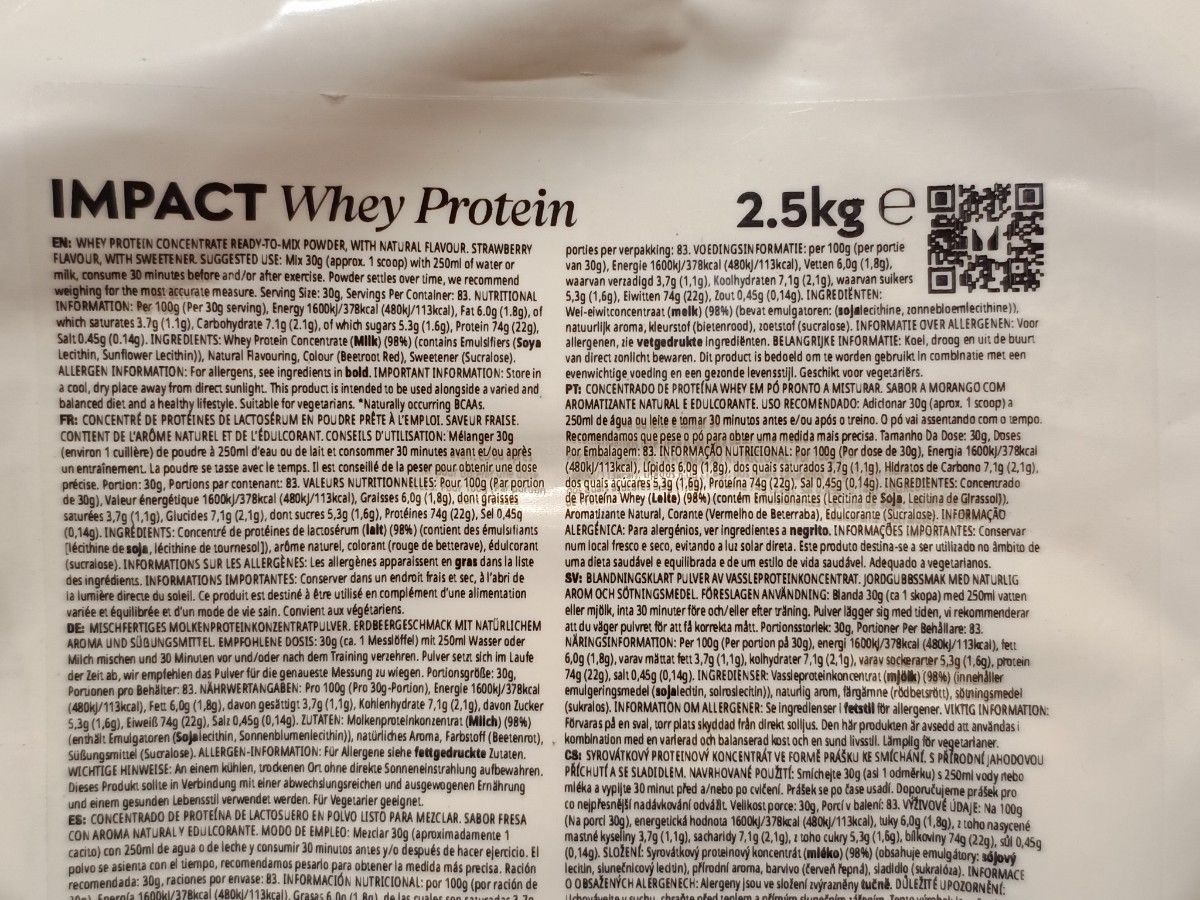 IMPACT Whey Protein
2.5kg ℮
EN: WHEY PROTEIN CONCENTRATE READY-TO-MIX POWDER, WITH NATURAL FLAVOUR. STRAWBERRY
FLAVOUR, WITH SWEETENER. SUGGESTED USE: Mix 30g (approx. 1 scoop) with 250ml of water or
milk, consume 30 minutes before and/or after exercise. Powder settles over time, we recommend
weighing for the most accurate measure. Serving Size: 30g, Servings Per Container: 83. NUTRITIONAL
INFORMATION: Per 100g (Per 30g serving), Energy 1600kJ/378kcal (480kJ/113kcal), Fat 6.0g (1.8g), of
which saturates 3.7g (1.1g), Carbohydrate 7.1g (2.1g), of which sugars 5.3g (1.6g), Protein 74g (22g),
Salt 0.45g (0.14g). INGREDIENTS: Whey Protein Concentrate (Milk) (98%) (contains Emulsifiers (Soya
Lecithin, Sunflower Lecithin)), Natural Flavouring, Colour (Beetroot Red), Sweetener (Sucralose).
ALLERGEN INFORMATION: For allergens, see ingredients in bold. IMPORTANT INFORMATION: Store in
a cool, dry place away from direct sunlight. This product is intended to be used alongside a varied and
balanced diet and a healthy lifestyle. Suitable for vegetarians. *Naturally occurring BCAAs.
FR: CONCENTRÉ DE PROTÉINES DE LACTOSÉRUM EN POUDRE PRÊTE À L'EMPLOI. SAVEUR FRAISE.
CONTIENT DE L'ARÔME NATUREL ET DE L'ÉDULCORANT. CONSEILS D'UTILISATION: Mélanger 30g
(environ 1 cuillère) de poudre à 250ml d'eau ou de lait et consommer 30 minutes avant et/ou après
un entraînement. La poudre se tasse avec le temps. Il est conseillé de la peser pour obtenir une dose
précise. Portion: 30g, Portions par contenant: 83. VALEURS NUTRITIONNELLES: Pour 100g (Par portion
de 30g), Valeur énergétique 1600kJ/378kcal (480kJ/113kcal), Graisses 6,0g (1,8g), dont graisses
saturées 3,7g (1,1g), Glucides 7,1g (2,1g), dont sucres 5,3g (1,6g), Protéines 74g (22g), Sel 0,45g
(0,14g). INGRÉDIENTS: Concentré de protéines de lactosérum (lait) (98%) (contient des émulsifiants
[lécithine de soja, lécithine de tournesol]), arôme naturel, colorant (rouge de betterave), édulcorant
(sucralose). INFORMATIONS SUR LES ALLERGÈNES: Les allergènes apparaissent en gras dans la liste
des ingrédients. INFORMATIONS IMPORTANTES: Conserver dans un endroit frais et sec, à l'abri de
la lumière directe du soleil. Ce produit est destiné à être utilisé en complément d'une alimentation
variée et équilibrée et d'un mode de vie sain. Convient aux végétariens.
DE: MISCHFERTIGES MOLKENPROTEINKONZENTRATPULVER. ERDBEERGESCHMACK MIT NATÜRLICHEM
AROMA UND SÜßUNGSMITTEL. EMPFOHLENE DOSIS: 30g (ca. 1 Messlöffel) mit 250ml Wasser oder
Milch mischen und 30 Minuten vor und/oder nach dem Training verzehren. Pulver setzt sich im Laufe
der Zeit ab, wir empfehlen das Pulver für die genaueste Messung zu wiegen. Portionsgröße: 30g,
Portionen pro Behälter: 83. NÄHRWERTANGABEN: Pro 100g (Pro 30g-Portion), Energie 1600kJ/378kcal
(480kJ/113kcal), Fett 6,0g (1,8g), davon gesättigt 3,7g (1,1g), Kohlenhydrate 7,1g (2,1g), davon Zucker
5,3g (1,6g), Eiweiß 74g (22g), Salz 0,45g (0,14g). ZUTATEN: Molkenproteinkonzentrat (Milch) (98%)
(enthält Emulgatoren (Sojalecithin, Sonnenblumenlecithin)), natürliches Aroma, Farbstoff (Beetenrot),
Süßungsmittel (Sucralose). ALLERGEN-INFORMATION: Für Allergene siehe fettgedruckte Zutaten.
WICHTIGE HINWEISE: An einem kühlen, trockenen Ort ohne direkte Sonneneinstrahlung aufbewahren.
Dieses Produkt sollte in Verbindung mit einer abwechslungsreichen und ausgewogenen Ernährung
und einem gesunden Lebensstil verwendet werden. Für Vegetarier geeignet.
ES: CONCENTRADO DE PROTEÍNA DE LACTOSUERO EN POLVO LISTO PARA MEZCLAR. SABOR FRESA
CON AROMA NATURAL Y EDULCORANTE. MODO DE EMPLEO: Mezclar 30g (aproximadamente 1
cacito) con 250ml de agua o de leche y consumir 30 minutos antes y/o después de hacer ejercicio. El
polvo se asienta con el tiempo, recomendamos pesarlo para obtener la medida más precisa. Ración
recomendada: 30g, raciones por envase: 83. INFORMACIÓN NUTRICIONAL: por 100g (por ración de
30g), Energía 1600kJ/378kcal (480kJ/113kcal), Grasas 6,0g (1,8g), de las cuales son saturadas 3,7g
porties per verpakking: 83. VOEDINGSINFORMATIE: per 100g (per portie
van 30g), Energie 1600kJ/378kcal (480kJ/113kcal), Vetten 6,0g (1,8g),
waarvan verzadigd 3,7g (1,1g), Koolhydraten 7,1g (2,1g), waarvan suikers
5,3g (1,6g), Eiwitten 74g (22g), Zout 0,45g (0,14g). INGREDIËNTEN:
Wei-eiwitconcentraat (melk) (98%) (bevat emulgatoren: (sojalecithine, zonnebloemlecithine)),
natuurlijk aroma, kleurstof (bietenrood), zoetstof (sucralose). INFORMATIE OVER ALLERGENEN: Voor
allergenen, zie vetgedrukte ingrediënten. BELANGRIJKE INFORMATIE: Koel, droog en uit de buurt
van direct zonlicht bewaren. Dit product is bedoeld om te worden gebruikt in combinatie met een
evenwichtige voeding en een gezonde levensstijl. Geschikt voor vegetariërs.
PT: CONCENTRADO DE PROTEÍNA WHEY EM PÓ PRONTO A MISTURAR. SABOR A MORANGO COM
AROMATIZANTE NATURAL E EDULCORANTE. USO RECOMENDADO: Adicionar 30g (aprox. 1 scoop) a
250ml de água ou leite e tomar 30 minutos antes e/ou após o treino. O pó vai assentando com o tempo.
Recomendamos que pese o pó para obter uma medida mais precisa. Tamanho Da Dose: 30g, Doses
Por Embalagem: 83. INFORMAÇÃO NUTRICIONAL: Por 100g (Por dose de 30g), Energia 1600kJ/378kcal
(480kJ/113kcal), Lípidos 6,0g (1,8g), dos quais saturados 3,7g (1,1g), Hidratos de Carbono 7,1g (2,1g),
dos quais açúcares 5,3g (1,6g), Proteína 74g (22g), Sal 0,45g (0,14g). INGREDIENTES: Concentrado
de Proteína Whey (Leite) (98%) (contém Emulsionantes (Lecitina de Soja, Lecitina de Girassol)),
Aromatizante Natural, Corante (Vermelho de Beterraba), Edulcorante (Sucralose). INFORMAÇÃO
ALERGÉNICA: Para alergénios, ver ingredientes a negrito. INFORMAÇÕES IMPORTANTES: Conservar
num local fresco e seco, evitando a luz solar direta. Este produto destina-se a ser utilizado no âmbito de
uma dieta saudável e equilibrada e de um estilo de vida saudável. Adequado a vegetarianos.
SV: BLANDNINGSKLART PULVER AV VASSLEPROTEINKONCENTRAT. JORDGUBBSSMAK MED NATURLIG
AROM OCH SÖTNINGSMEDEL. FÖRESLAGEN ANVÄNDNING: Blanda 30g (ca 1 skopa) med 250ml vatten
eller mjölk, inta 30 minuter före och/eller efter träning. Pulver lägger sig med tiden, vi rekommenderar
att du väger pulvret för att få korrekta mått. Portionsstorlek: 30g, Portioner Per Behållare: 83.
NÄRINGSINFORMATION: Per 100g (Per portion på 30g), energi 1600kJ/378kcal (480kJ/113kcal), fett
6,0g (1,8g), varav mättat fett 3,7g (1,1g), kolhydrater 7,1g (2,1g), varav sockerarter 5,3g (1,6g), protein
74g (22g), salt 0,45g (0,14g). INGREDIENSER: Vassleproteinkoncentrat (mjölk) (98%) (innehåller
emulgeringsmedel (sojalecitin, solroslecitin)), naturlig arom, färgämne (rödbetsrött), sötningsmedel
(sukralos). INFORMATION OM ALLERGENER: Se ingredienser i fetstil för allergener. VIKTIG INFORMATION:
Förvaras på en sval, torr plats skyddad från direkt solljus. Den här produkten är avsedd att användas i
kombination med en varierad och balanserad kost och en sund livsstil. Lämplig för vegetarianer.
CS: SYROVÁTKOVÝ PROTEINOVÝ KONCENTRÁT VE FORMĚ PRÁŠKU KE SMÍCHÁNÍ. S PŘÍRODNÍ JAHODOVOU
PŘÍCHUTÍ A SE SLADIDLEM. NAVRHOVANÉ POUŽITÍ: Smíchejte 30g (asi 1 odměrku) s 250ml vody nebo
mléka a vypijte 30 minut před a/nebo po cvičení. Prášek se po čase usadí. Doporučujeme prášek pro
co nejpřesnější nadávkování odvážit. Velikost porce: 30g, Porcí v balení: 83. VÝŽIVOVÉ ÚDAJE: Na 100g
(Na porci 30g), energetická hodnota 1600kJ/378kcal (480kJ/113kcal), tuky 6,0g (1,8g), z toho nasycené
mastné kyseliny 3,7g (1,1g), sacharidy 7,1g (2,1g), z toho cukry 5,3g (1,6g), bílkoviny 74g (22g), sůl 0,45g
(0,14g). SLOŽENÍ: Syrovátkový proteinový koncentrát (mléko) (98%) (obsahuje emulgátory: sójový
lecitin, slunečnicový lecitin), přírodní aroma, barvivo (červeň řepná), sladidlo (sukralóza). INFORMACE
O OBSAŽENÝCH ALERGENECH: Alergeny jsou ve složení zvýrazněny tučně. DŮLEŽITÉ UPOZORNĚNÍ: